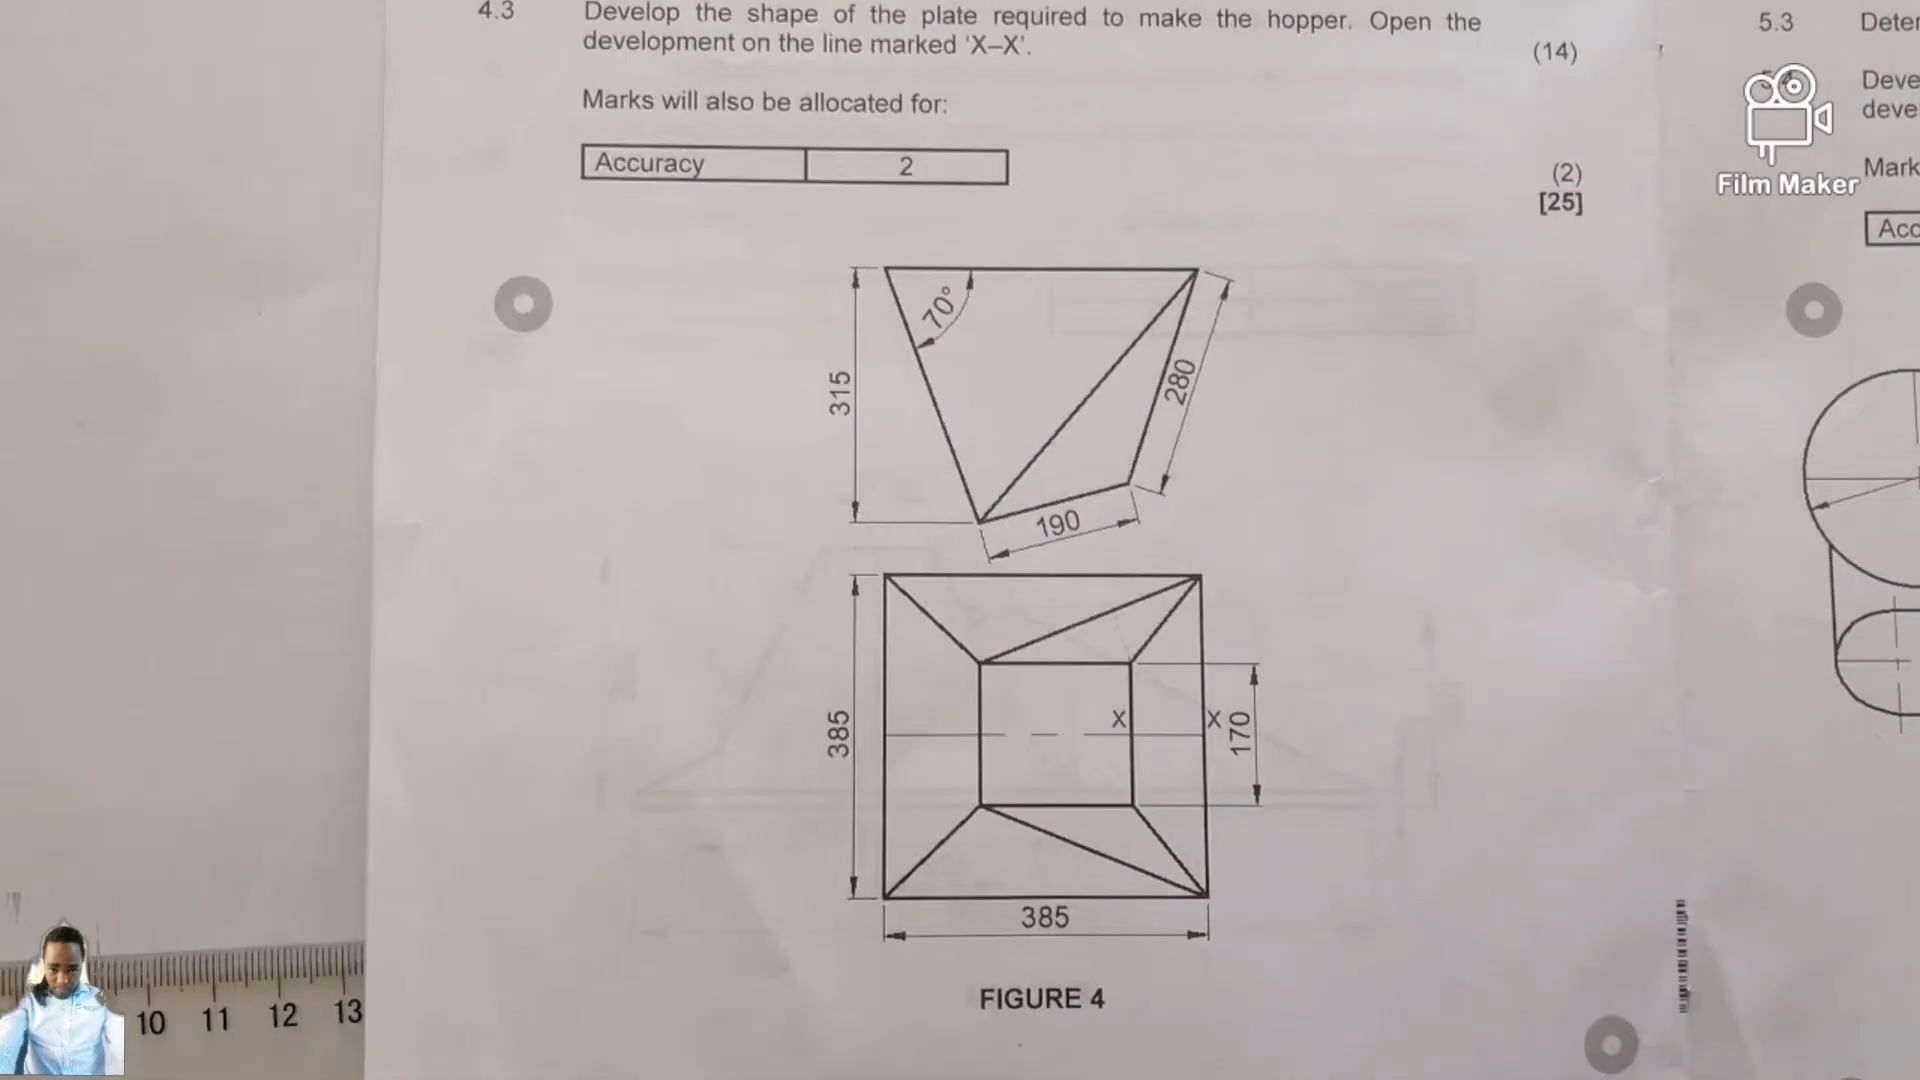 4.3 Develop the shape of the plate required to make the hopper. Open the
development on the line marked 'X–X'.
(14)
Marks will also be allocated for:
Accuracy 2
(2)
[25]
5.3 Deter
5.4 Deve
deve
Mark
Acc
Film Maker
70°
315
280
190
385
X X
170
385
FIGURE 4
10 11 12 13